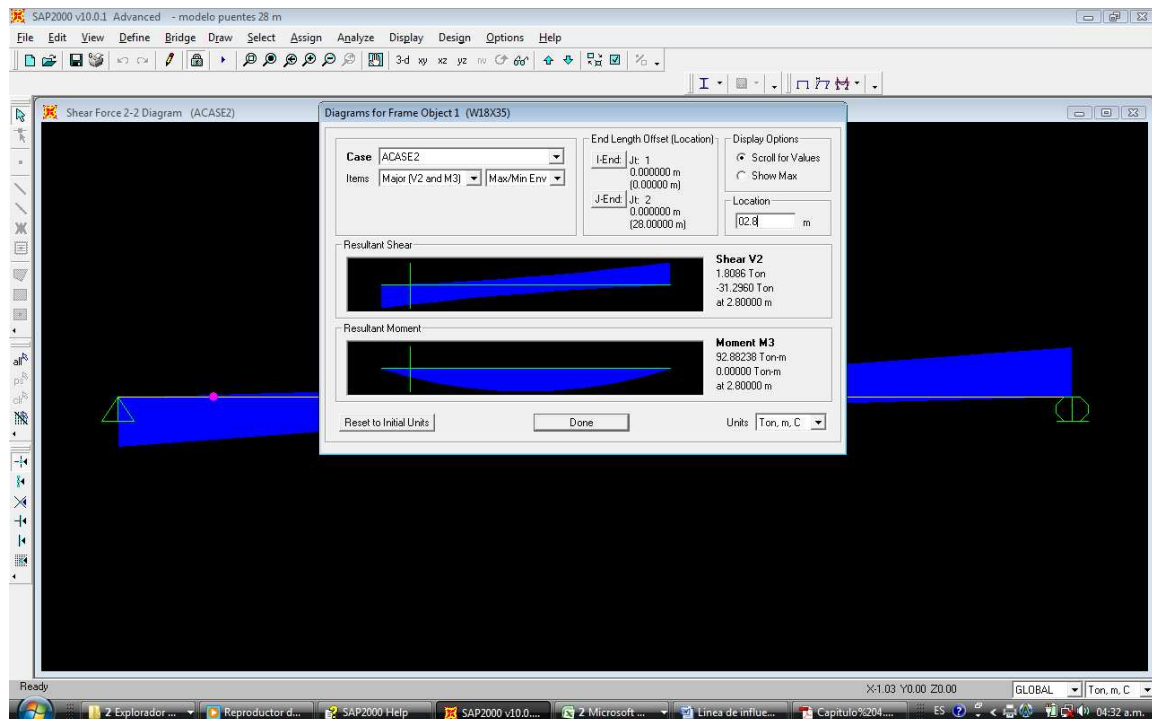 SAP2000 v10.0.1 Advanced - modelo puentes 28 m
File Edit View Define Bridge Draw Select Assign Analyze Display Design Options Help
3-d xy xz yz nv
Shear Force 2-2 Diagram (ACASE2)
Diagrams for Frame Object 1 (W18X35)
Case ACASE2
Items Major (V2 and M3) Max/Min Env
End Length Offset (Location)
I-End: Jt: 1
0.000000 m
(0.00000 m)
J-End: Jt: 2
0.000000 m
(28.00000 m)
Display Options
Scroll for Values
Show Max
Location
02.8 m
Resultant Shear
Shear V2
1.8086 Ton
-31.2960 Ton
at 2.80000 m
Resultant Moment
Moment M3
92.88238 Ton-m
0.00000 Ton-m
at 2.80000 m
Reset to Initial Units Done Units Ton, m, C
all
ps
clr
Ready X-1.03 Y0.00 Z0.00 GLOBAL Ton, m, C
2 Explorador ... Reproductor d... SAP2000 Help SAP2000 v10.0.... 2 Microsoft ... Linea de influe... Capitulo%204.... ES 04:32 a.m.